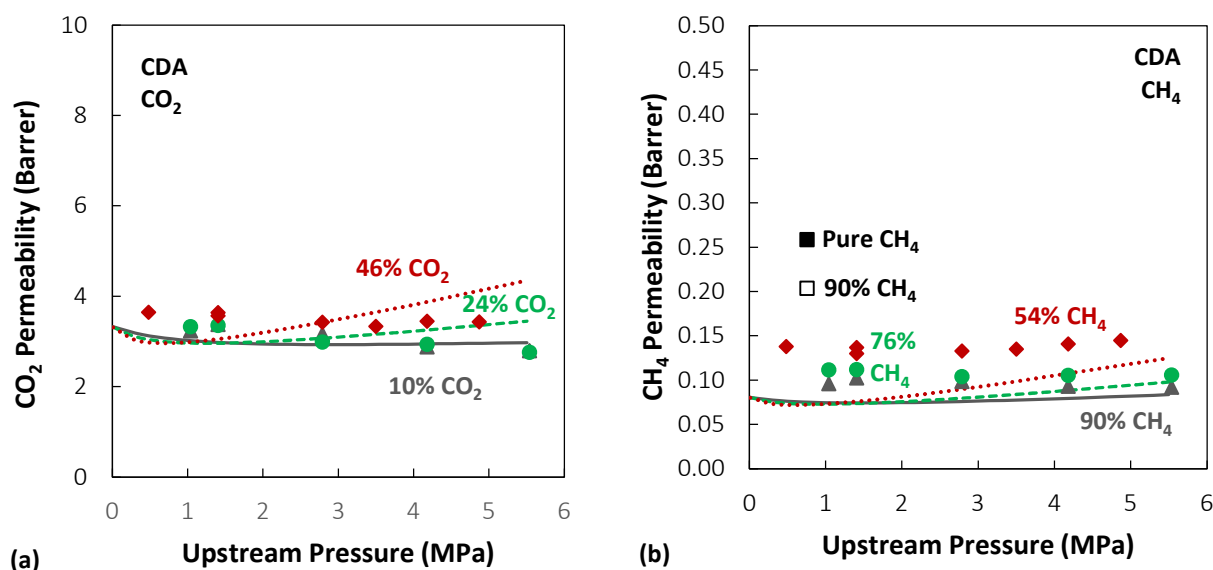 10
8
6
4
2
0
CO2 Permeability (Barrer)
CDA
CO2
46% CO2
24% CO2
10% CO2
0 1 2 3 4 5 6
Upstream Pressure (MPa)
(a)
0.50
0.45
0.40
0.35
0.30
0.25
0.20
0.15
0.10
0.05
0.00
CH4 Permeability (Barrer)
CDA
CH4
Pure CH4
90% CH4
54% CH4
76%
CH4
90% CH4
0 1 2 3 4 5 6
Upstream Pressure (MPa)
(b)